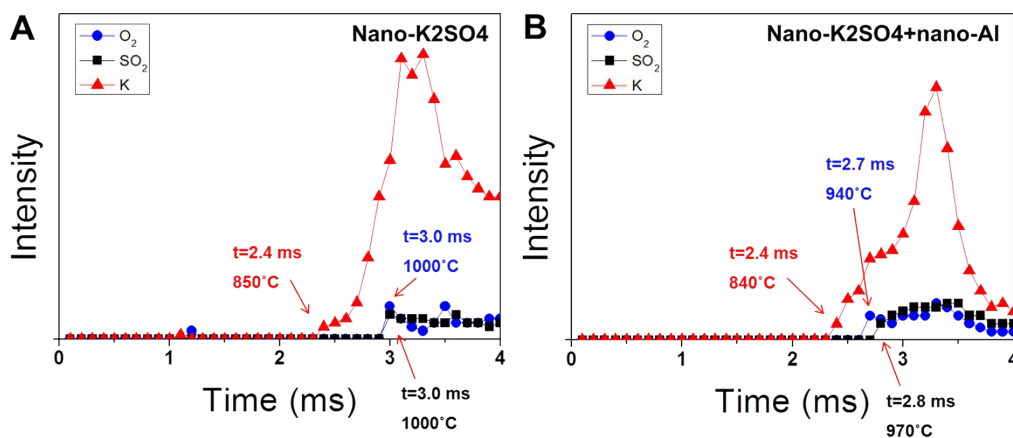 A
Nano-K2SO4
O2
SO2
K
Intensity
t=2.4 ms
850˚C
t=3.0 ms
1000˚C
0 1 2 3 4
t=3.0 ms
1000˚C
Time (ms)
B
Nano-K2SO4+nano-Al
O2
SO2
K
Intensity
t=2.7 ms
940˚C
t=2.4 ms
840˚C
0 1 2 3 4
t=2.8 ms
970˚C
Time (ms)